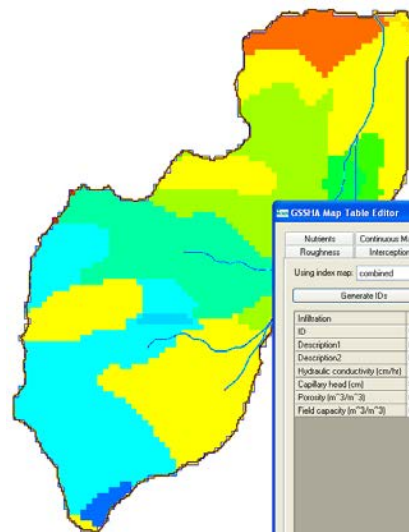 GSSHA Map Table Editor
Nutrients Continuous M
Roughness Interception
Using index map: combined
Generate IDs
Infiltration
ID
Description1
Description2
Hydraulic conductivity (cm/hr)
Capillary head (cm)
Porosity (m^3/m^3)
Field capacity (m^3/m^3)